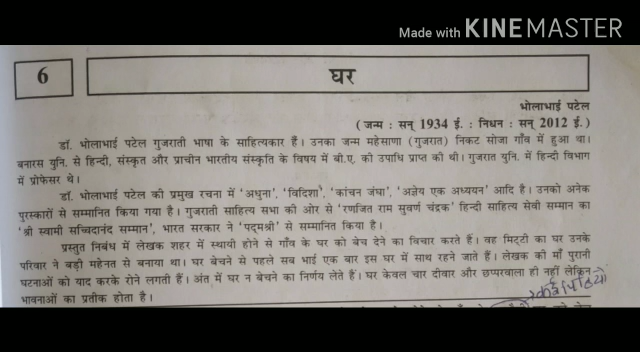 Made with KINEMASTER
6
घर
भोलाभाई पटेल
( जन्म : सन् 1934 ई. : निधन : सन् 2012 ई. )
डॉ. भोलाभाई पटेल गुजराती भाषा के साहित्यकार हैं। उनका जन्म महेसाणा (गुजरात) निकट सोजा गाँव में हुआ था।
बनारस युनि. से हिन्दी, संस्कृत और प्राचीन भारतीय संस्कृति के विषय में बी.ए. की उपाधि प्राप्त की थी। गुजरात युनि. में हिन्दी विभाग
में प्रोफेसर थे।
डॉ. भोलाभाई पटेल की प्रमुख रचना में 'अधुना', 'विदिशा', 'कांचन जंघा', 'अज्ञेय एक अध्ययन' आदि है। उनको अनेक
पुरस्कारों से सम्मानित किया गया है। गुजराती साहित्य सभा की ओर से 'रणजित राम सुवर्ण चंद्रक' हिन्दी साहित्य सेवी सम्मान का
'श्री स्वामी सच्चिदानंद सम्मान', भारत सरकार ने 'पद्मश्री' से सम्मानित किया है।
प्रस्तुत निबंध में लेखक शहर में स्थायी होने से गाँव के घर को बेच देने का विचार करते हैं। वह मिट्टी का घर उनके
परिवार ने बड़ी मेहनत से बनाया था। घर बेचने से पहले सब भाई एक बार इस घर में साथ रहने जाते हैं। लेखक की माँ पुरानी
घटनाओं को याद करके रोने लगती हैं। अंत में घर न बेचने का निर्णय लेते हैं। घर केवल चार दीवार और छप्परवाला ही नहीं लेकिन
भावनाओं का प्रतीक होता है।